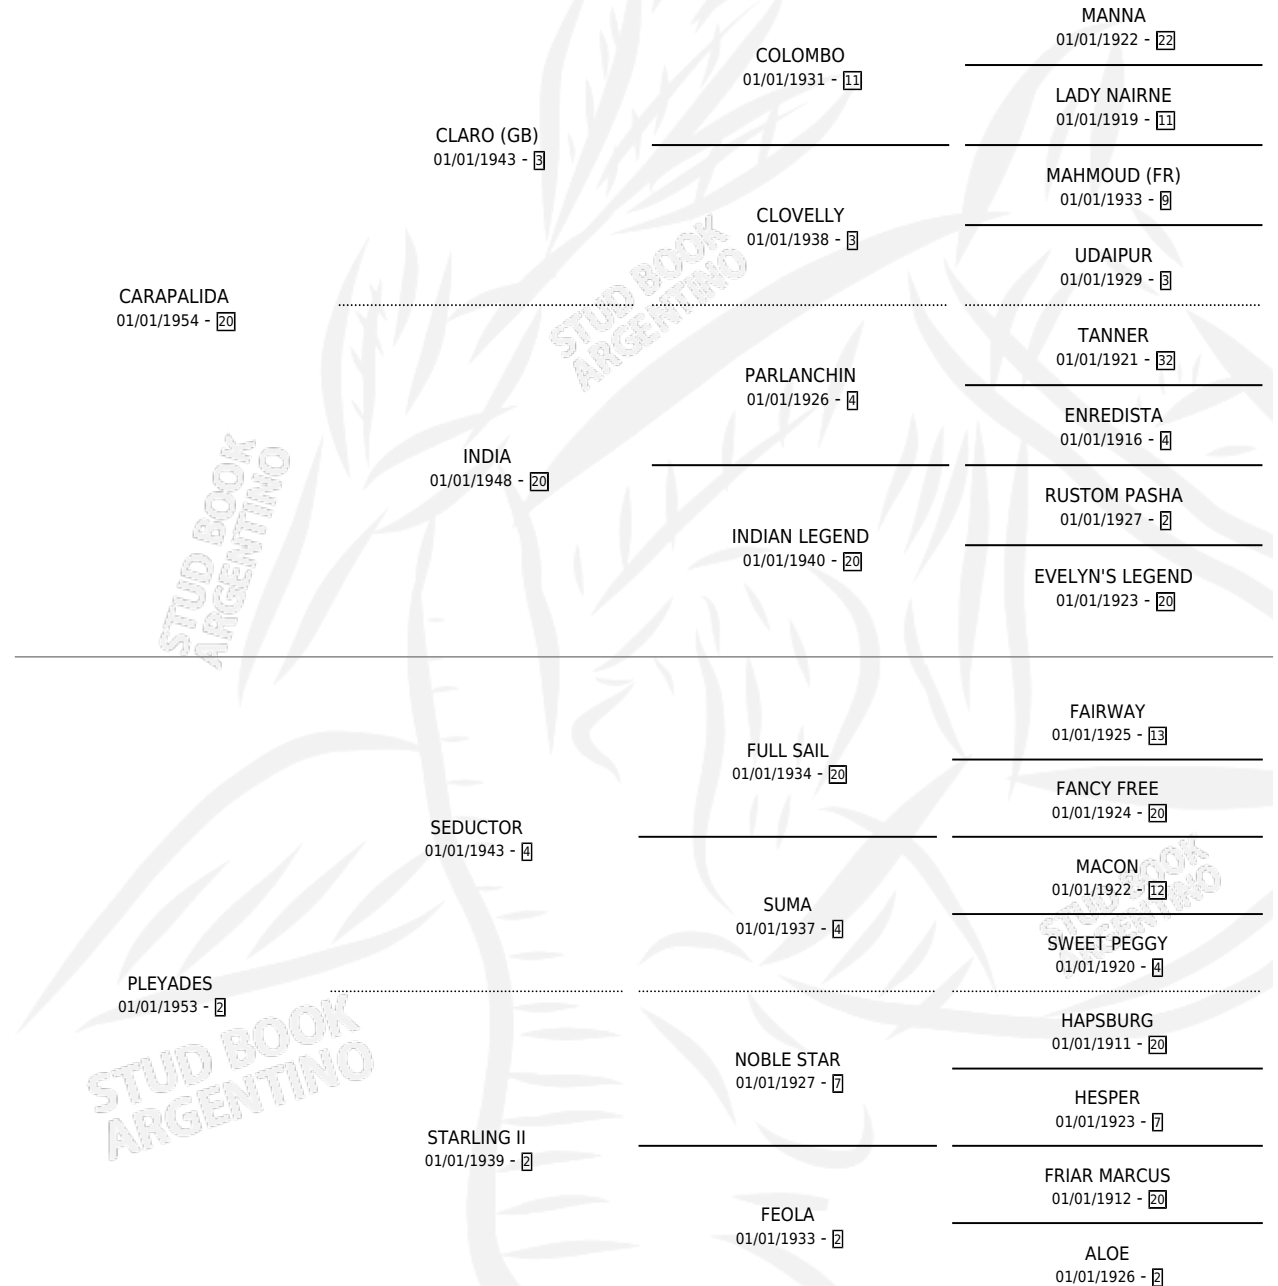 MANNA
01/01/1922 - 22
COLOMBO
01/01/1931 - 11
LADY NAIRNE
01/01/1919 - 11
CLARO (GB)
01/01/1943 - 3
MAHMOUD (FR)
01/01/1933 - 9
CLOVELLY
01/01/1938 - 3
UDAIPUR
01/01/1929 - 3
STUD BOOK
ARGENTINO
CARAPALIDA
01/01/1954 - 20
TANNER
01/01/1921 - 32
PARLANCHIN
01/01/1926 - 4
ENREDISTA
01/01/1916 - 4
INDIA
01/01/1948 - 20
RUSTOM PASHA
01/01/1927 - 2
INDIAN LEGEND
01/01/1940 - 20
EVELYN'S LEGEND
01/01/1923 - 20
STUD BOOK
ARGENTINO
FAIRWAY
01/01/1925 - 13
FULL SAIL
01/01/1934 - 20
FANCY FREE
01/01/1924 - 20
SEDUCTOR
01/01/1943 - 4
MACON
01/01/1922 - 12
SUMA
01/01/1937 - 4
SWEET PEGGY
01/01/1920 - 4
STUD BOOK
ARGENTINO
PLEYADES
01/01/1953 - 2
HAPSBURG
01/01/1911 - 20
NOBLE STAR
01/01/1927 - 7
HESPER
01/01/1923 - 7
STUD BOOK
ARGENTINO
STARLING II
01/01/1939 - 2
FRIAR MARCUS
01/01/1912 - 20
FEOLA
01/01/1933 - 2
ALOE
01/01/1926 - 2